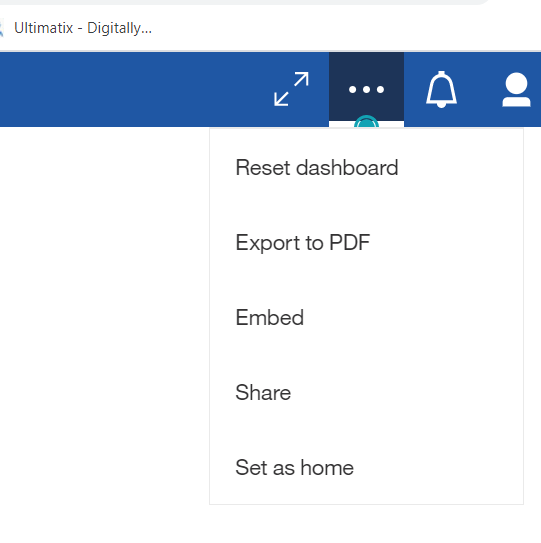 Ultimatix - Digitally...
Reset dashboard
Export to PDF
Embed
Share
Set as home